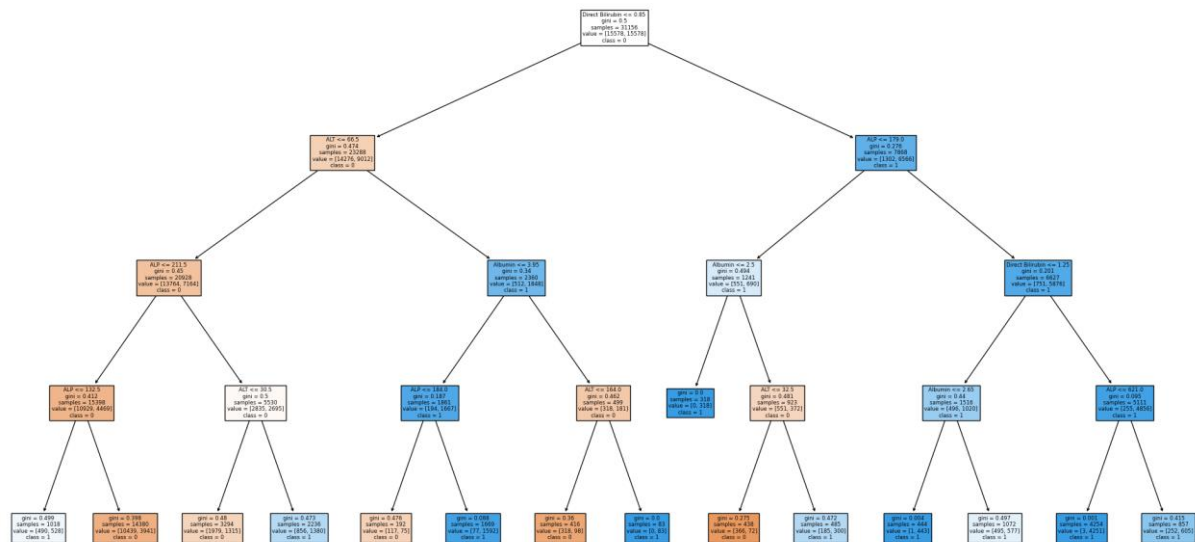 Direct Bilirubin <= 0.85
gini = 0.5
samples = 31156
value = [15578, 15578]
class = 0
ALT <= 66.5
gini = 0.474
samples = 23288
value = [14276, 9012]
class = 0
ALP <= 179.0
gini = 0.276
samples = 7868
value = [1302, 6566]
class = 1
ALP <= 211.5
gini = 0.45
samples = 20928
value = [13764, 7164]
class = 0
Albumin <= 3.95
gini = 0.34
samples = 2360
value = [512, 1848]
class = 1
Albumin <= 2.5
gini = 0.494
samples = 1241
value = [551, 690]
class = 1
Direct Bilirubin <= 1.25
gini = 0.201
samples = 6627
value = [751, 5876]
class = 1
ALP <= 132.5
gini = 0.412
samples = 15398
value = [10929, 4469]
class = 0
ALT <= 30.5
gini = 0.5
samples = 5530
value = [2835, 2695]
class = 0
ALP <= 184.0
gini = 0.187
samples = 1861
value = [194, 1667]
class = 1
ALT <= 164.0
gini = 0.462
samples = 499
value = [318, 181]
class = 0
gini = 0.0
samples = 318
value = [0, 318]
class = 1
ALT <= 32.5
gini = 0.481
samples = 923
value = [551, 372]
class = 0
Albumin <= 2.85
gini = 0.44
samples = 1516
value = [496, 1020]
class = 1
ALP <= 621.0
gini = 0.095
samples = 5111
value = [255, 4856]
class = 1
gini = 0.499
samples = 1018
value = [490, 528]
class = 1
gini = 0.398
samples = 14380
value = [10439, 3941]
class = 0
gini = 0.48
samples = 3294
value = [1979, 1315]
class = 0
gini = 0.473
samples = 2236
value = [856, 1380]
class = 1
gini = 0.476
samples = 192
value = [117, 75]
class = 0
gini = 0.088
samples = 1669
value = [77, 1592]
class = 1
gini = 0.36
samples = 416
value = [318, 98]
class = 0
gini = 0.0
samples = 83
value = [0, 83]
class = 1
gini = 0.275
samples = 438
value = [366, 72]
class = 0
gini = 0.472
samples = 485
value = [185, 300]
class = 1
gini = 0.004
samples = 444
value = [1, 443]
class = 1
gini = 0.497
samples = 1072
value = [495, 577]
class = 1
gini = 0.001
samples = 4254
value = [3, 4251]
class = 1
gini = 0.415
samples = 857
value = [252, 605]
class = 1